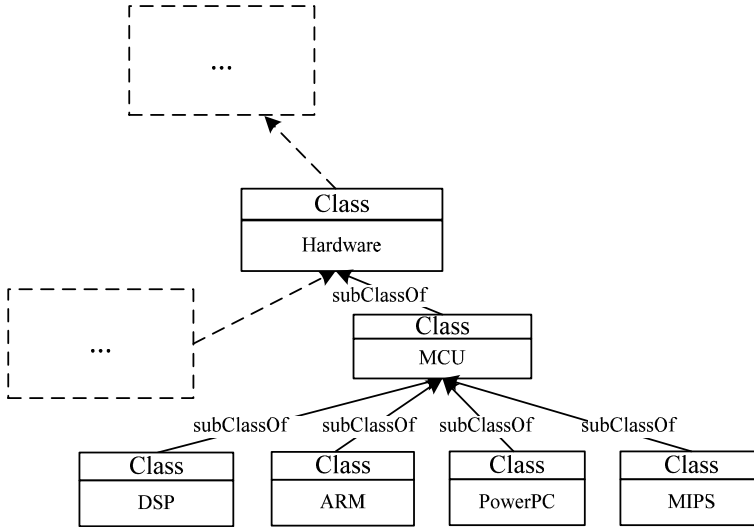 ...
Class
Hardware
subClassOf
...
Class
MCU
subClassOf subClassOf subClassOf subClassOf
Class Class Class Class
DSP ARM PowerPC MIPS